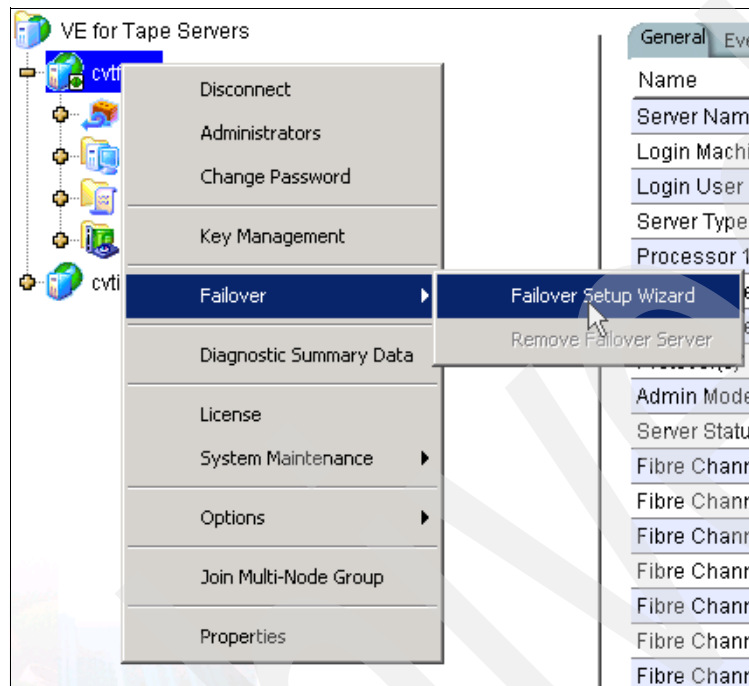 VE for Tape Servers
cvtf
cvti
Disconnect
Administrators
Change Password
Key Management
Failover
Diagnostic Summary Data
License
System Maintenance
Options
Join Multi-Node Group
Properties
Failover Setup Wizard
Remove Failover Server
General Eve
Name
Server Nam
Login Machi
Login User
Server Type
Processor 1
Admin Mode
Server Statu
Fibre Chann
Fibre Chann
Fibre Chann
Fibre Chann
Fibre Chann
Fibre Chann
Fibre Chann